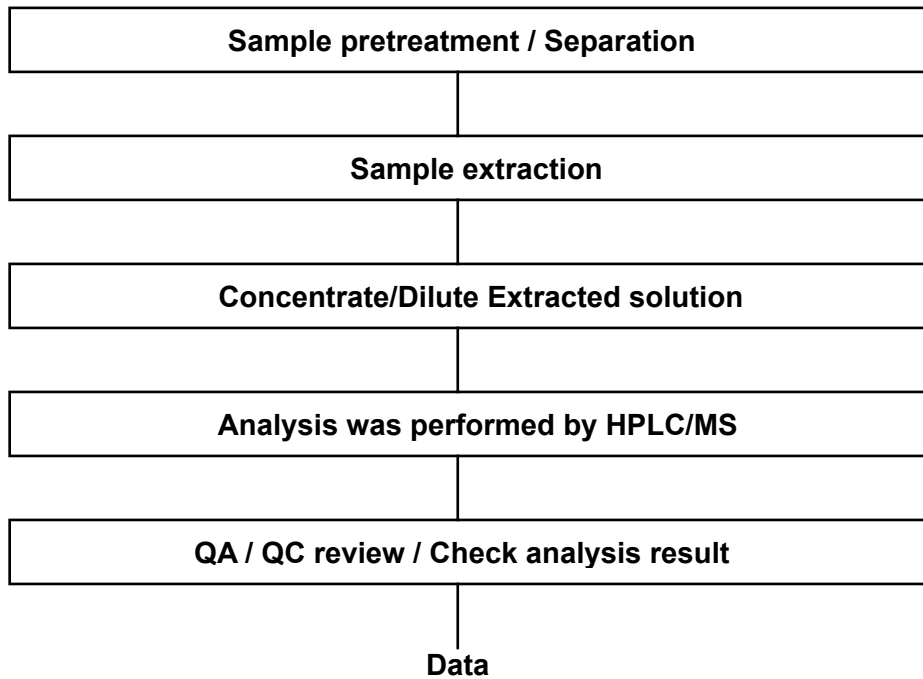 Sample pretreatment / Separation
Sample extraction
Concentrate/Dilute Extracted solution
Analysis was performed by HPLC/MS
QA / QC review / Check analysis result
Data